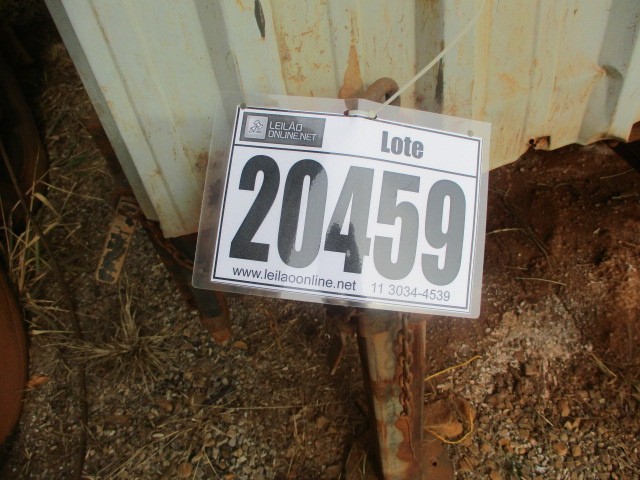 LEILÃO
ONLINE.NET
Lote
20459
www.leilaoonline.net 11 3034-4539